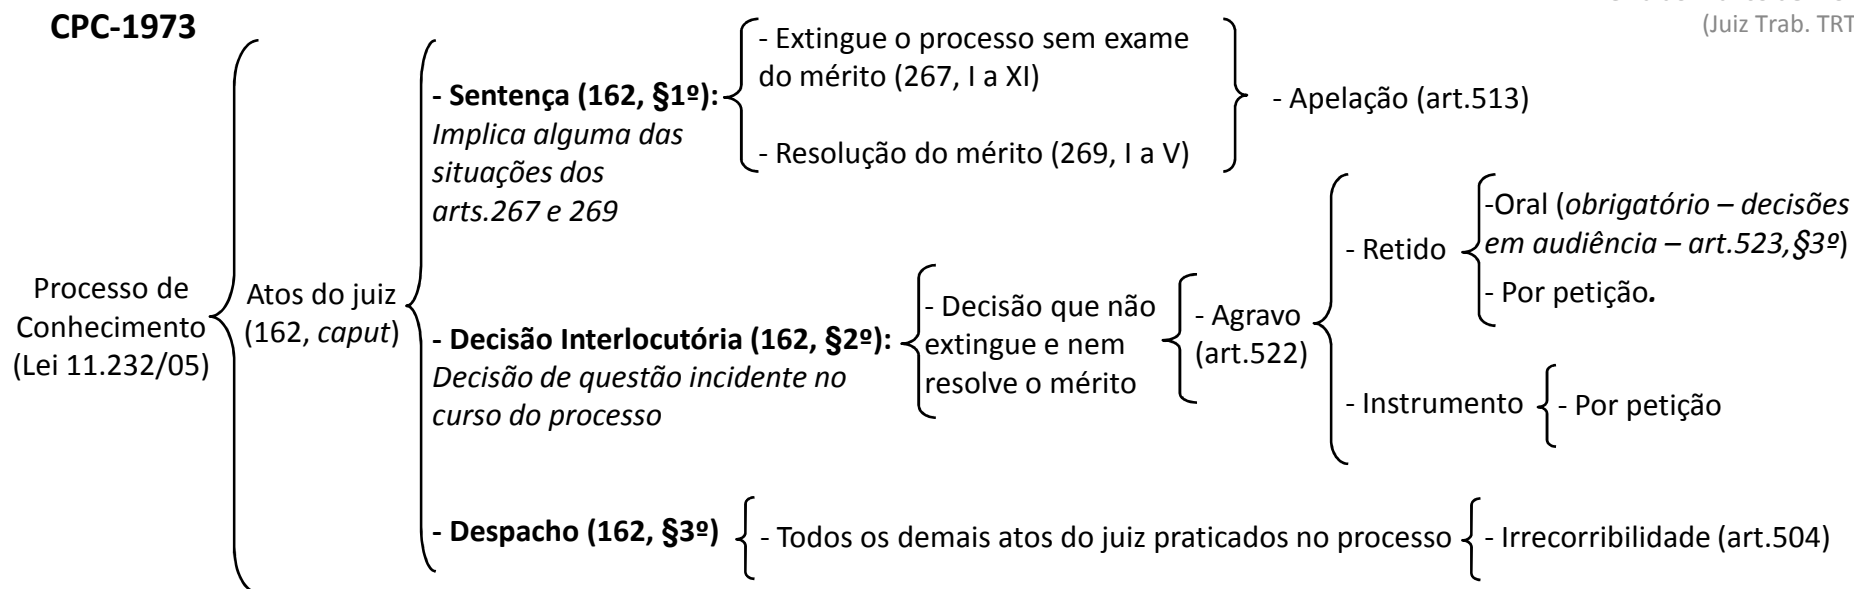 CPC-1973
(Juiz Trab. TRT
Processo de
Conhecimento
(Lei 11.232/05)
Atos do juiz
(162, caput)
- Sentença (162, §1º):
Implica alguma das
situações dos
arts.267 e 269
- Extingue o processo sem exame
do mérito (267, I a XI)
- Resolução do mérito (269, I a V)
- Apelação (art.513)
- Decisão Interlocutória (162, §2º):
Decisão de questão incidente no
curso do processo
- Decisão que não
extingue e nem
resolve o mérito
- Agravo
(art.522)
- Retido
-Oral (obrigatório – decisões
em audiência – art.523,§3º)
- Por petição.
- Instrumento
- Por petição
- Despacho (162, §3º)
- Todos os demais atos do juiz praticados no processo
- Irrecorribilidade (art.504)